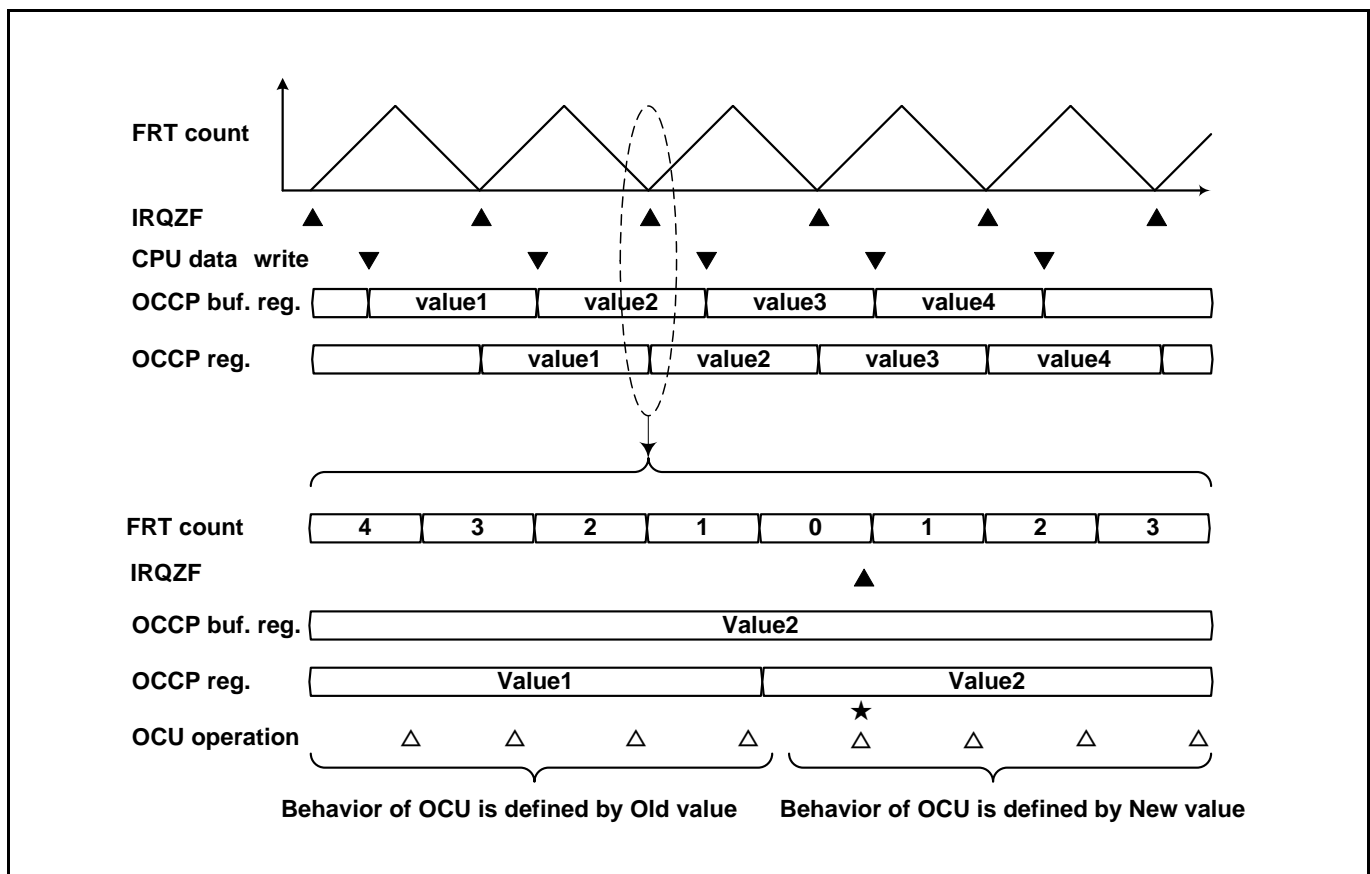 FRT count
IRQZF
CPU data write
OCCP buf. reg. value1 value2 value3 value4
OCCP reg. value1 value2 value3 value4
FRT count 4 3 2 1 0 1 2 3
IRQZF
OCCP buf. reg. Value2
OCCP reg. Value1 Value2
OCU operation
Behavior of OCU is defined by Old value Behavior of OCU is defined by New value